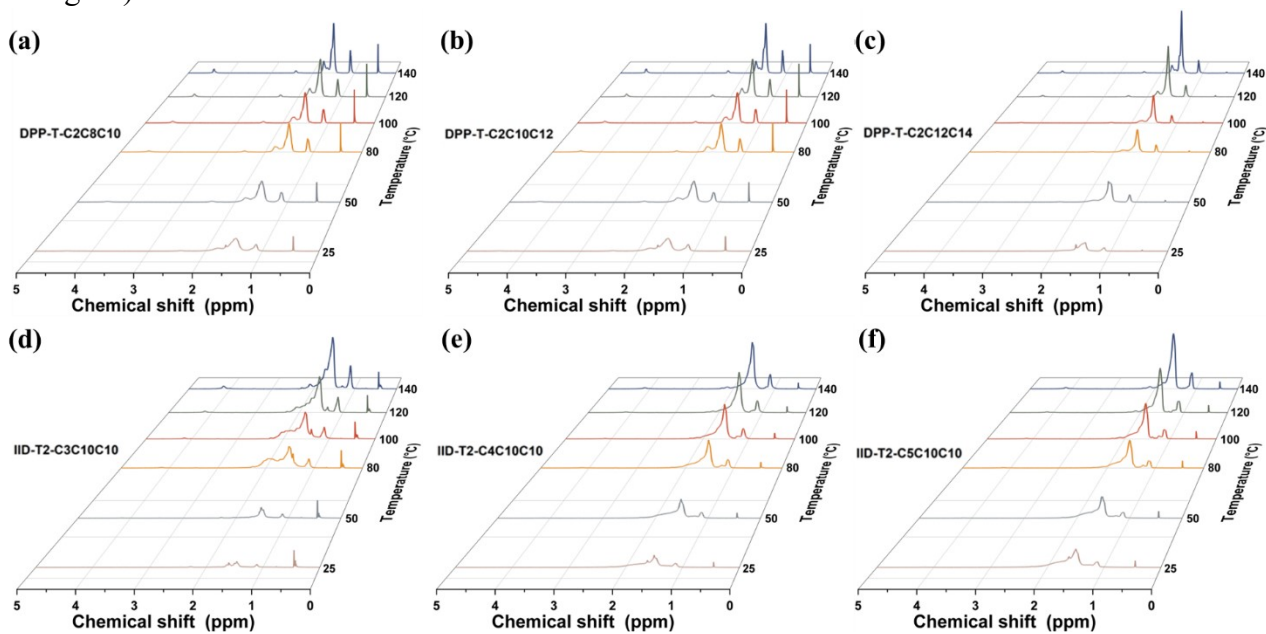 (a)
DPP-T-C2C8C10
140
120
100
80
50
25
Temperature (°C)
5 4 3 2 1 0
Chemical shift (ppm)
(b)
DPP-T-C2C10C12
140
120
100
80
50
25
Temperature (°C)
5 4 3 2 1 0
Chemical shift (ppm)
(c)
DPP-T-C2C12C14
140
120
100
80
50
25
Temperature (°C)
5 4 3 2 1 0
Chemical shift (ppm)
(d)
IID-T2-C3C10C10
140
120
100
80
50
25
Temperature (°C)
5 4 3 2 1 0
Chemical shift (ppm)
(e)
IID-T2-C4C10C10
140
120
100
80
50
25
Temperature (°C)
5 4 3 2 1 0
Chemical shift (ppm)
(f)
IID-T2-C5C10C10
140
120
100
80
50
25
Temperature (°C)
5 4 3 2 1 0
Chemical shift (ppm)